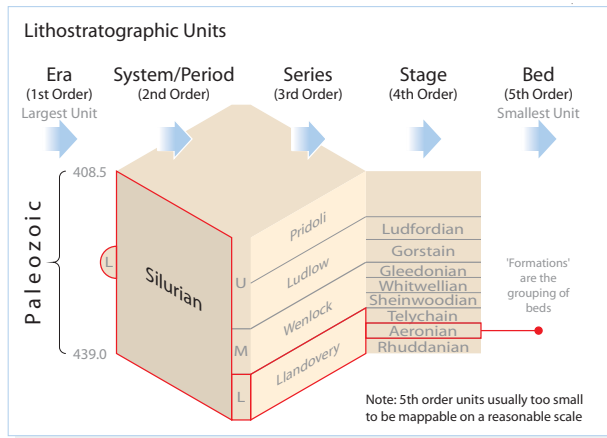 Lithostratographic Units
Era
(1st Order)
Largest Unit
System/Period
(2nd Order)
Series
(3rd Order)
Stage
(4th Order)
Bed
(5th Order)
Smallest Unit
408.5
Paleozoic
439.0
L
Silurian
U
M
L
Pridoli
Ludlow
Wenlock
Llandovery
Ludfordian
Gorstain
Gleedonian
Whitwellian
Sheinwoodian
Telychain
Aeronian
Rhuddanian
'Formations'
are the
grouping of
beds
Note: 5th order units usually too small
to be mappable on a reasonable scale